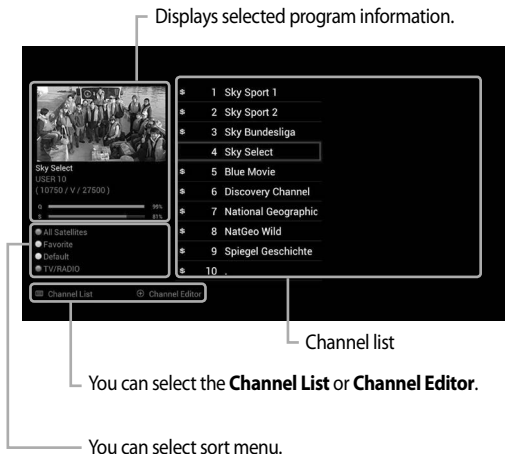 Displays selected program information.
$ 1 Sky Sport 1
$ 2 Sky Sport 2
$ 3 Sky Bundesliga
4 Sky Select
$ 5 Blue Movie
$ 6 Discovery Channel
$ 7 National Geographic
$ 8 NatGeo Wild
$ 9 Spiegel Geschichte
$ 10 .
Sky Select
USER 10
( 10750 / V / 27500 )
Q 95%
S 81%
All Satellites
Favorite
Default
TV/RADIO
Channel List Channel Editor
Channel list
You can select the Channel List or Channel Editor.
You can select sort menu.